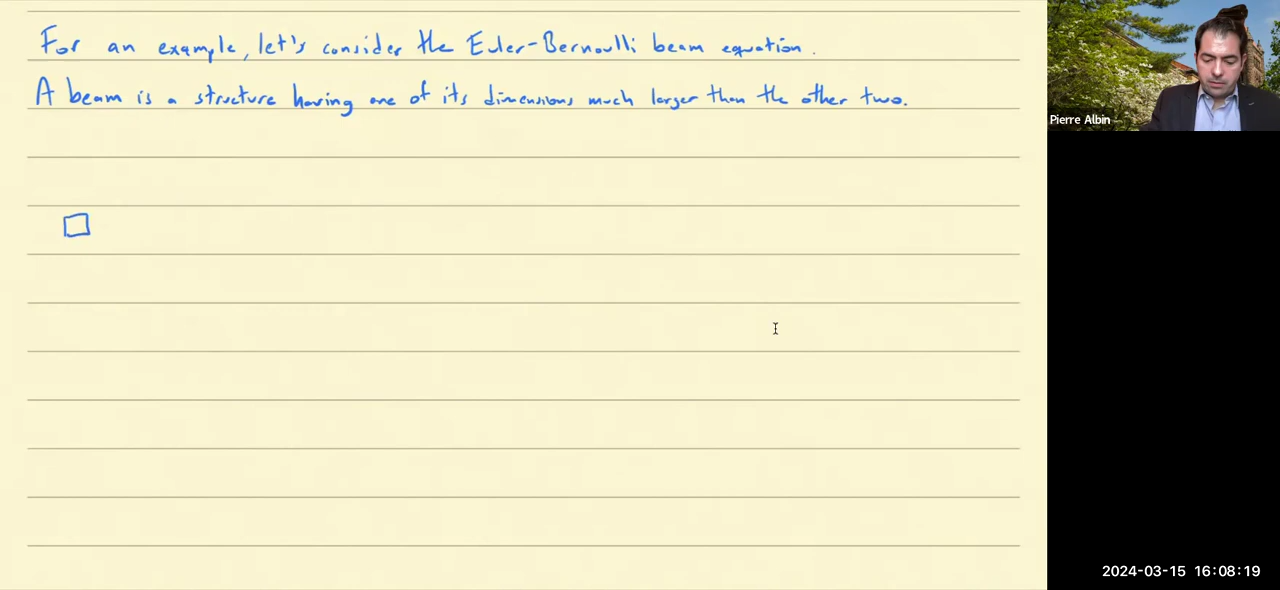 For an example, let's consider the Euler-Bernoulli beam equation.
A beam is a structure having one of its dimensions much larger than the other two.
Pierre Albin
2024-03-15 16:08:19